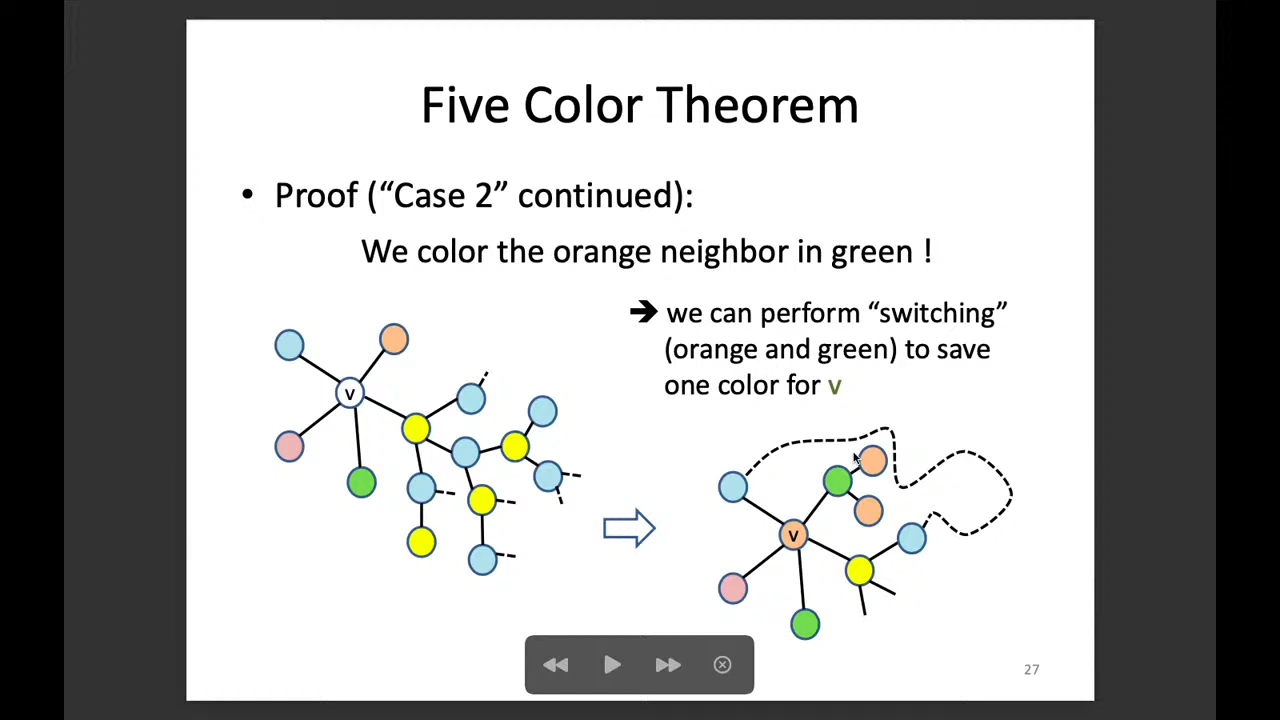 Five Color Theorem
• Proof (“Case 2” continued):
We color the orange neighbor in green !
➔ we can perform “switching”
(orange and green) to save
one color for v
v
v
27